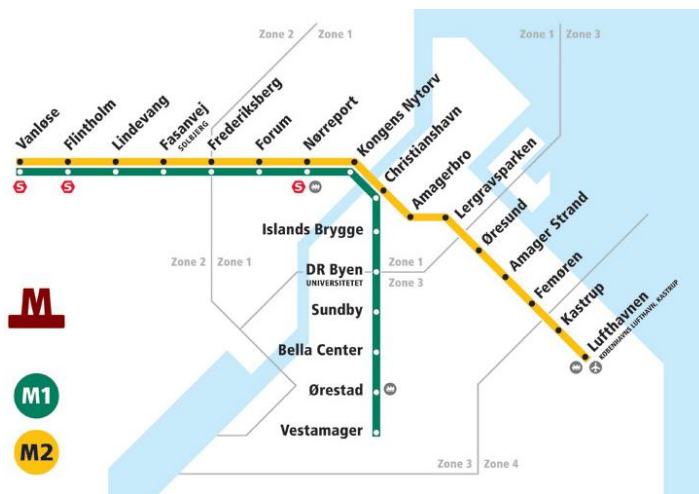 Zone 2
Zone 1
Zone 1
Zone 3
Vanløse
Flintholm
Lindevang
Fasanvej
SOLBJERG
Frederiksberg
Forum
Nørreport
Kongens Nytorv
Christianshavn
Amagerbro
Lergravsparken
Øresund
Amager Strand
Femøren
Kastrup
Lufthavnen
KØBENHAVNS LUFTHAVN, KASTRUP
S
S
S
Islands Brygge
Zone 2
Zone 1
DR Byen
UNIVERSITETET
Zone 1
Zone 3
Sundby
M
Bella Center
M1
Ørestad
Vestamager
M2
Zone 3
Zone 4